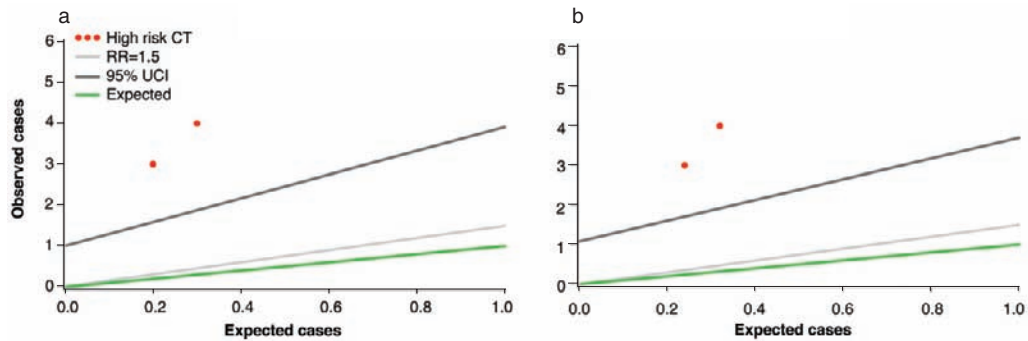 a
High risk CT
RR=1.5
95% UCI
Expected
Observed cases
6
5
4
3
2
1
0
0.0 0.2 0.4 0.6 0.8 1.0
Expected cases
b
6
5
4
3
2
1
0
0.0 0.2 0.4 0.6 0.8 1.0
Expected cases